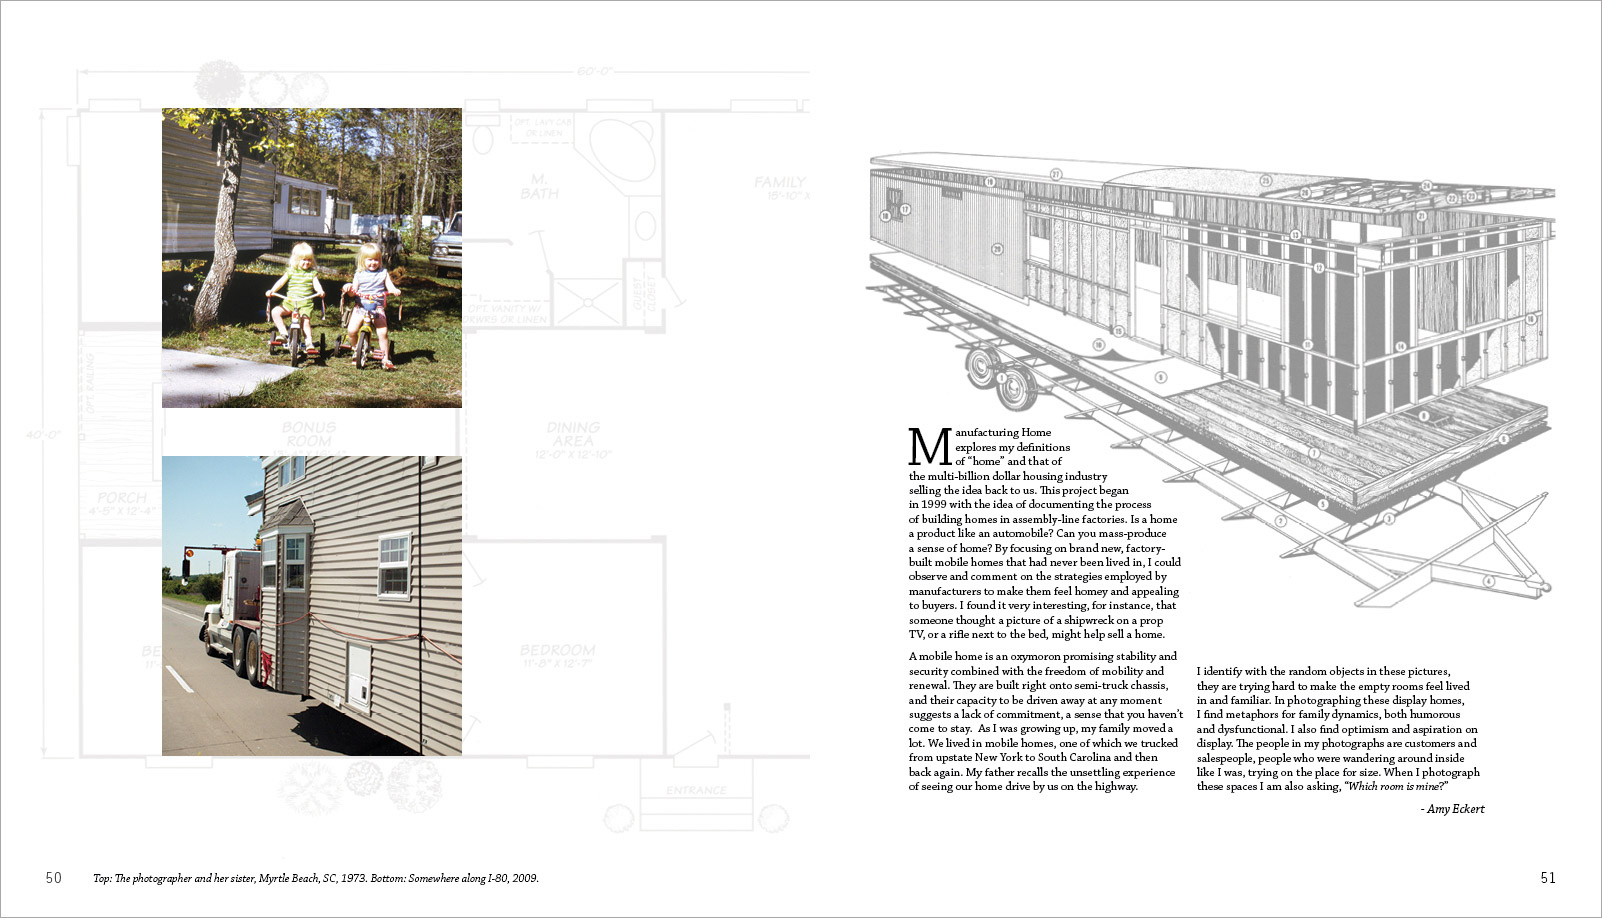 60'-0"
OPT. LAV/ CAB
OR LINEN
M.
BATH
FAMILY
15'-10" X
GUEST
CLOSET
OPT. VANITY W/
DRWRS OR LINEN
OPT. RAILING
40'-0"
BONUS
ROOM
DINING
AREA
12'-0" X 12'-10"
PORCH
4'-5" X 12'-4"
BE
11'-
BEDROOM
11'-8" X 12'-7"
ENTRANCE
50
Top: The photographer and her sister, Myrtle Beach, SC, 1973. Bottom: Somewhere along I-80, 2009.
Manufacturing Home
explores my definitions
of “home” and that of
the multi-billion dollar housing industry
selling the idea back to us. This project began
in 1999 with the idea of documenting the process
of building homes in assembly-line factories. Is a home
a product like an automobile? Can you mass-produce
a sense of home? By focusing on brand new, factory-
built mobile homes that had never been lived in, I could
observe and comment on the strategies employed by
manufacturers to make them feel homey and appealing
to buyers. I found it very interesting, for instance, that
someone thought a picture of a shipwreck on a prop
TV, or a rifle next to the bed, might help sell a home.
A mobile home is an oxymoron promising stability and
security combined with the freedom of mobility and
renewal. They are built right onto semi-truck chassis,
and their capacity to be driven away at any moment
suggests a lack of commitment, a sense that you haven’t
come to stay.  As I was growing up, my family moved a
lot. We lived in mobile homes, one of which we trucked
from upstate New York to South Carolina and then
back again. My father recalls the unsettling experience
of seeing our home drive by us on the highway.
I identify with the random objects in these pictures,
they are trying hard to make the empty rooms feel lived
in and familiar. In photographing these display homes,
I find metaphors for family dynamics, both humorous
and dysfunctional. I also find optimism and aspiration on
display. The people in my photographs are customers and
salespeople, people who were wandering around inside
like I was, trying on the place for size. When I photograph
these spaces I am also asking, “Which room is mine?”
- Amy Eckert
51